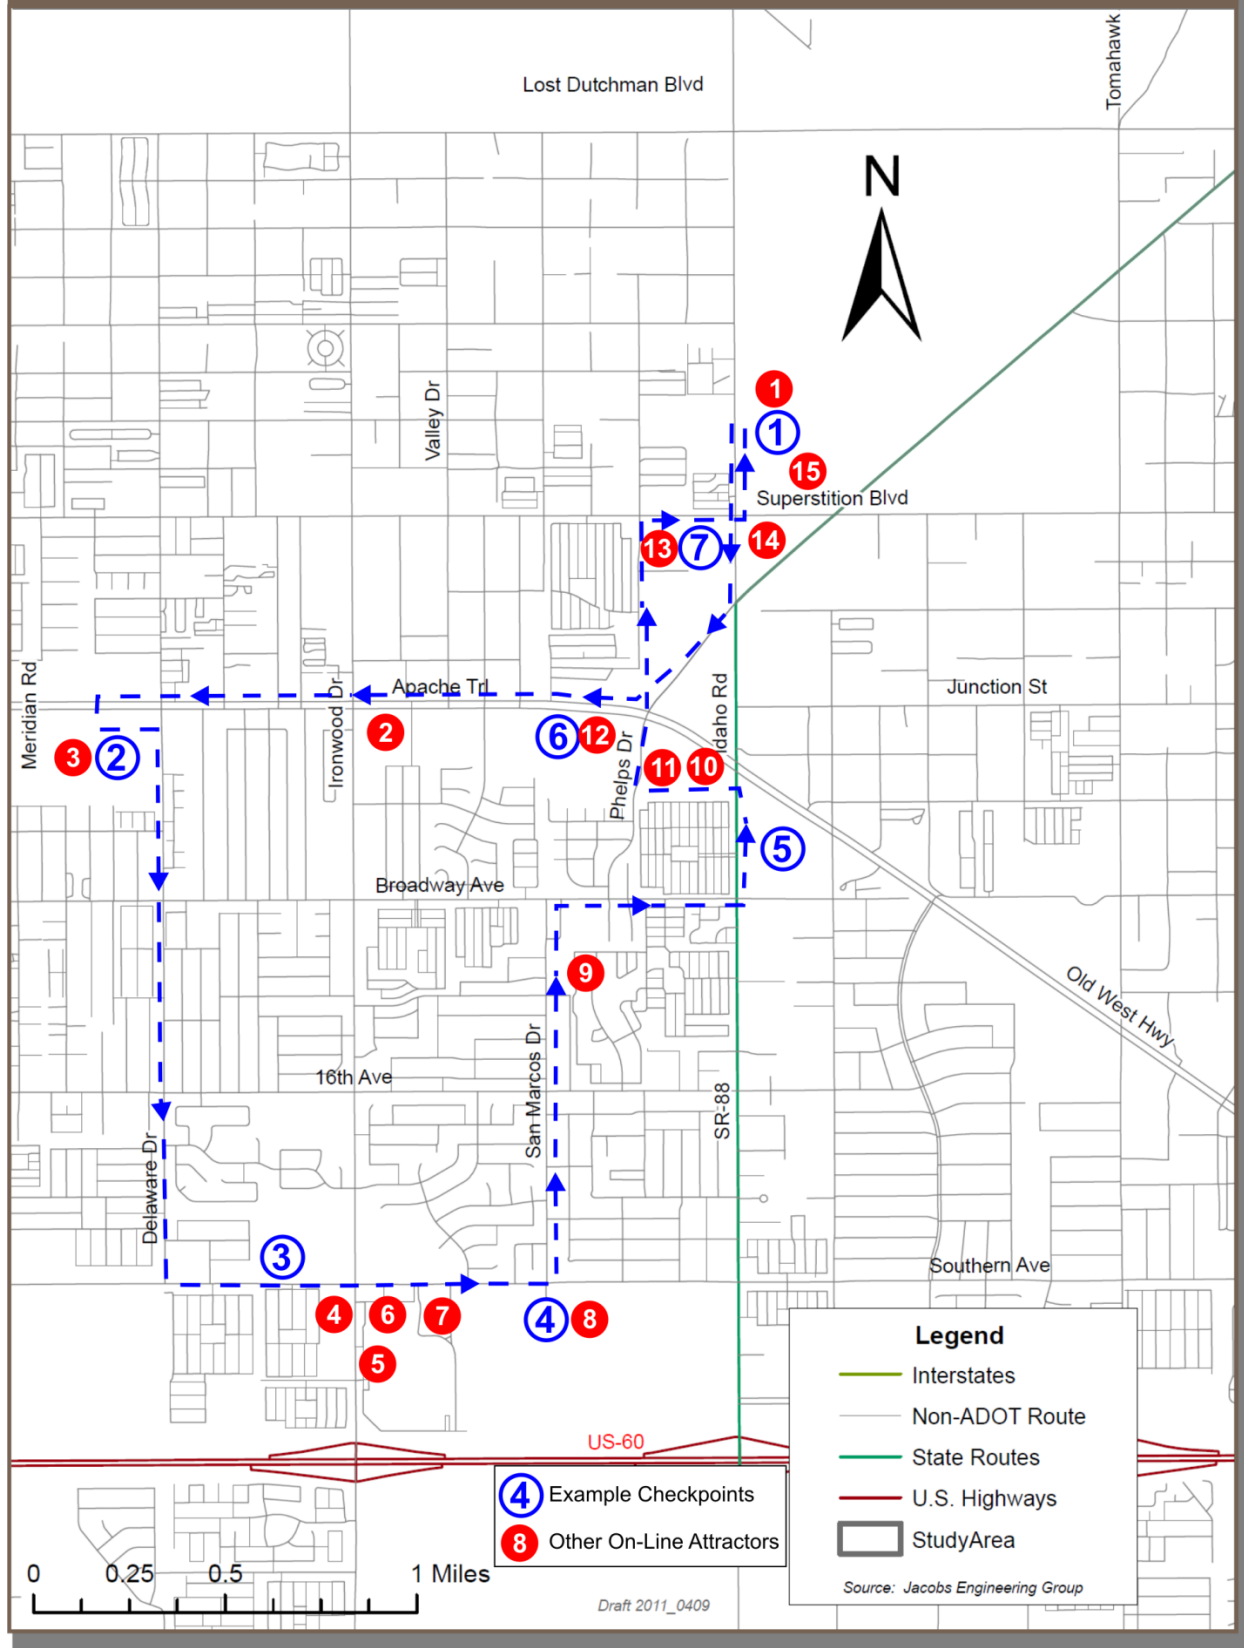 Lost Dutchman Blvd
Tomahawk
N
1
1
Valley Dr
15
Superstition Blvd
13
7
14
Meridian Rd
Ironwood Dr
Apache Trl
Idaho Rd
Junction St
2
6
12
3
2
Phelps Dr
11
10
5
Broadway Ave
9
Old West Hwy
16th Ave
San Marcos Dr
SR-88
Delaware Dr
3
Southern Ave
4
6
7
4
8
5
Legend
Interstates
Non-ADOT Route
State Routes
U.S. Highways
StudyArea
Source: Jacobs Engineering Group
US-60
4 Example Checkpoints
8 Other On-Line Attractors
0 0.25 0.5 1 Miles
Draft 2011_0409